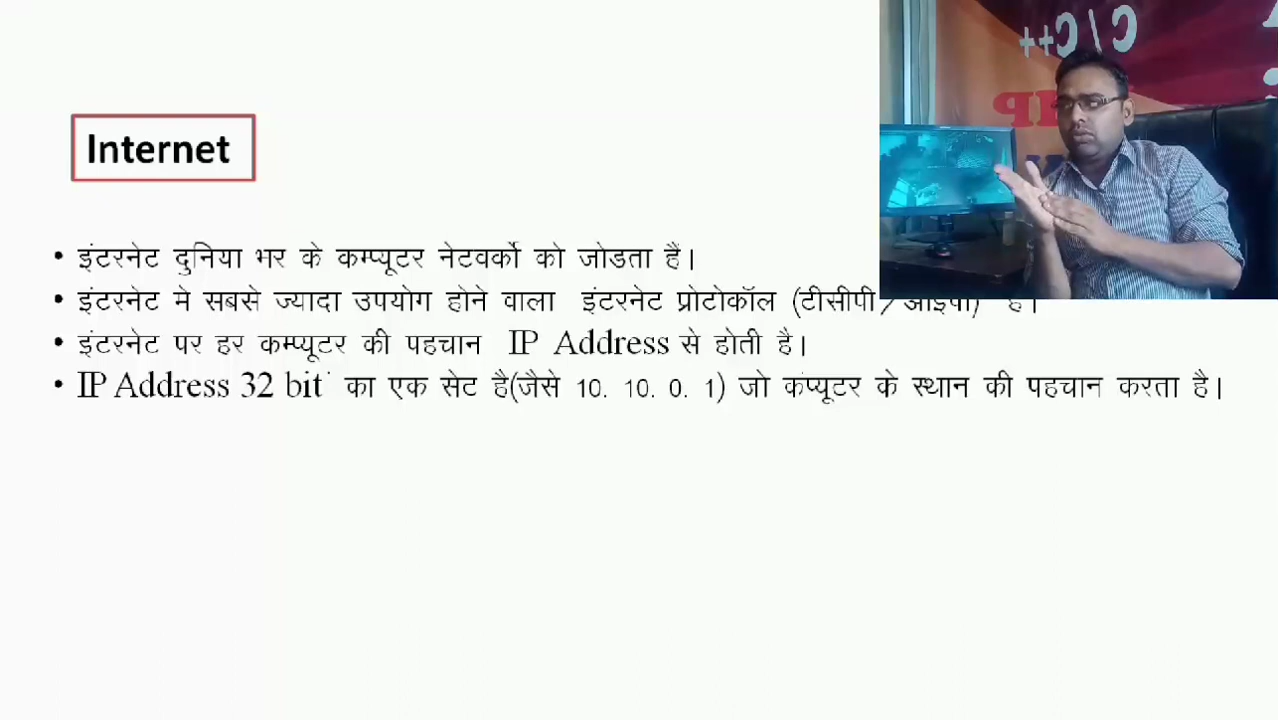 C / C++
Internet
• इंटरनेट दुनिया भर के कम्प्यूटर नेटवर्को को जोडता है।
• इंटरनेट मे सबसे ज्यादा उपयोग होने वाला इंटरनेट प्रोटोकॉल (टीसीपी/आइपी) है।
• इंटरनेट पर हर कम्प्यूटर की पहचान IP Address से होती है।
• IP Address 32 bit का एक सेट है(जैसे 10. 10. 0. 1) जो कंप्यूटर के स्थान की पहचान करता है।